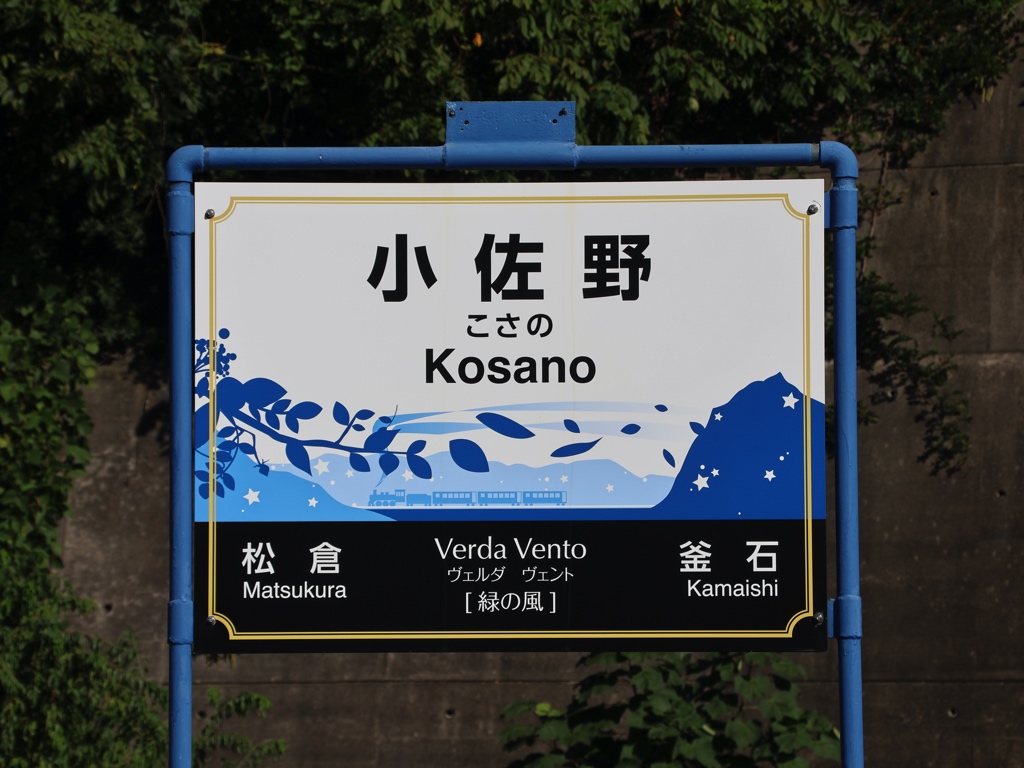 小佐野
こさの
Kosano
松倉
Matsukura
Verda Vento
ヴェルダ ヴェント
[ 緑の風 ]
釜石
Kamaishi